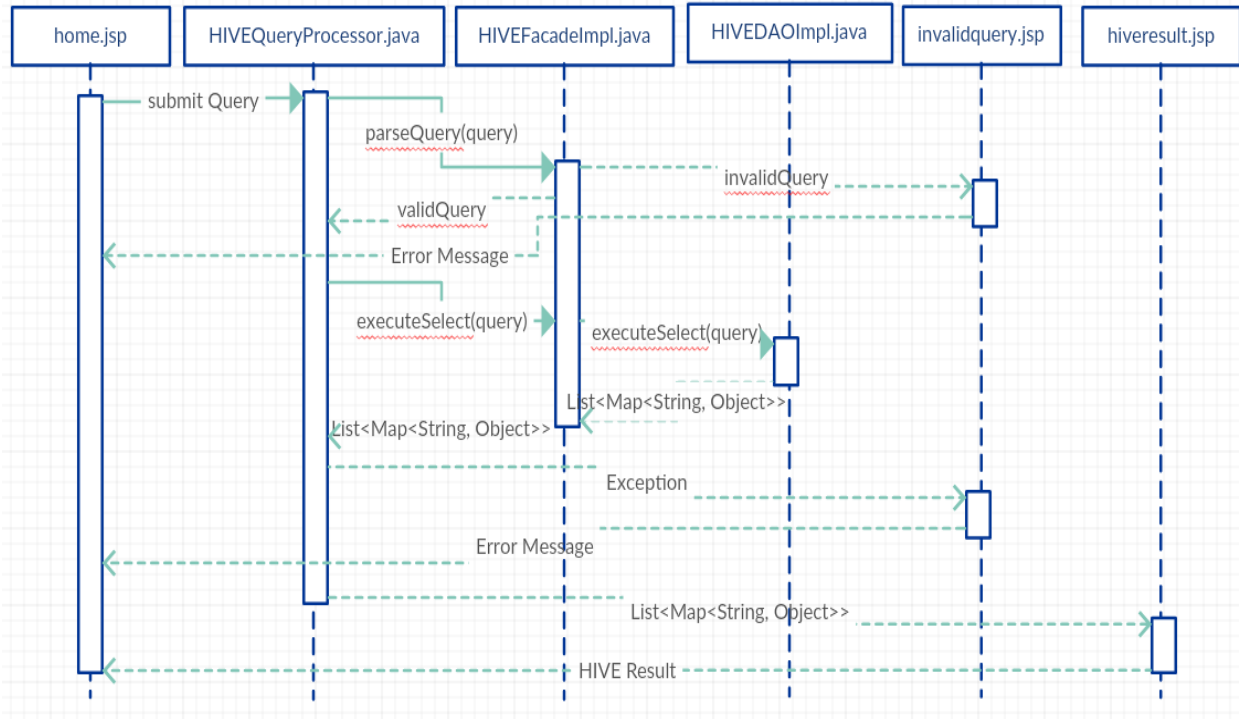 home.jsp
HIVEQueryProcessor.java
HIVEFacadeImpl.java
HIVEDAOImpl.java
invalidquery.jsp
hiveresult.jsp
submit Query
parseQuery(query)
invalidQuery
validQuery
Error Message
executeSelect(query)
executeSelect(query)
List<Map<String, Object>>
List<Map<String, Object>>
Exception
Error Message
List<Map<String, Object>>
HIVE Result